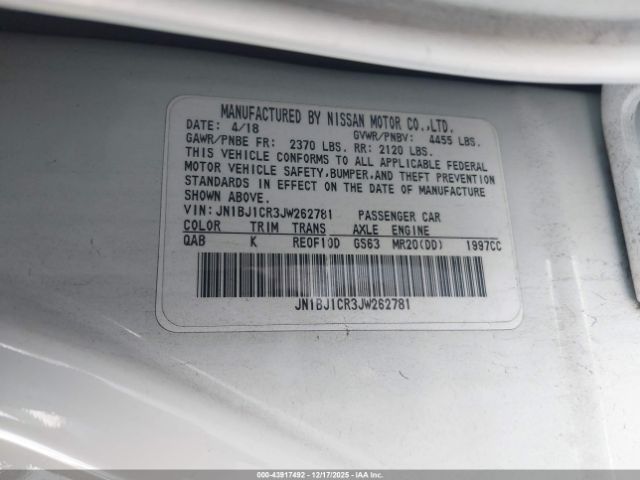 MANUFACTURED BY NISSAN MOTOR CO.,LTD.
DATE: 4/18 GVWR/PNBV: 4455 LBS.
GAWR/PNBE FR: 2370 LBS. RR: 2120 LBS.
THIS VEHICLE CONFORMS TO ALL APPLICABLE FEDERAL
MOTOR VEHICLE SAFETY,BUMPER,AND THEFT PREVENTION
STANDARDS IN EFFECT ON THE DATE OF MANUFACTURE
SHOWN ABOVE.
VIN: JN1BJ1CR3JW262781 PASSENGER CAR
COLOR TRIM TRANS AXLE ENGINE
QAB K RE0F10D GS63 MR20(DD) 1997CC
JN1BJ1CR3JW262781
000-43917492 - 12/17/2025 - IAAI.COM